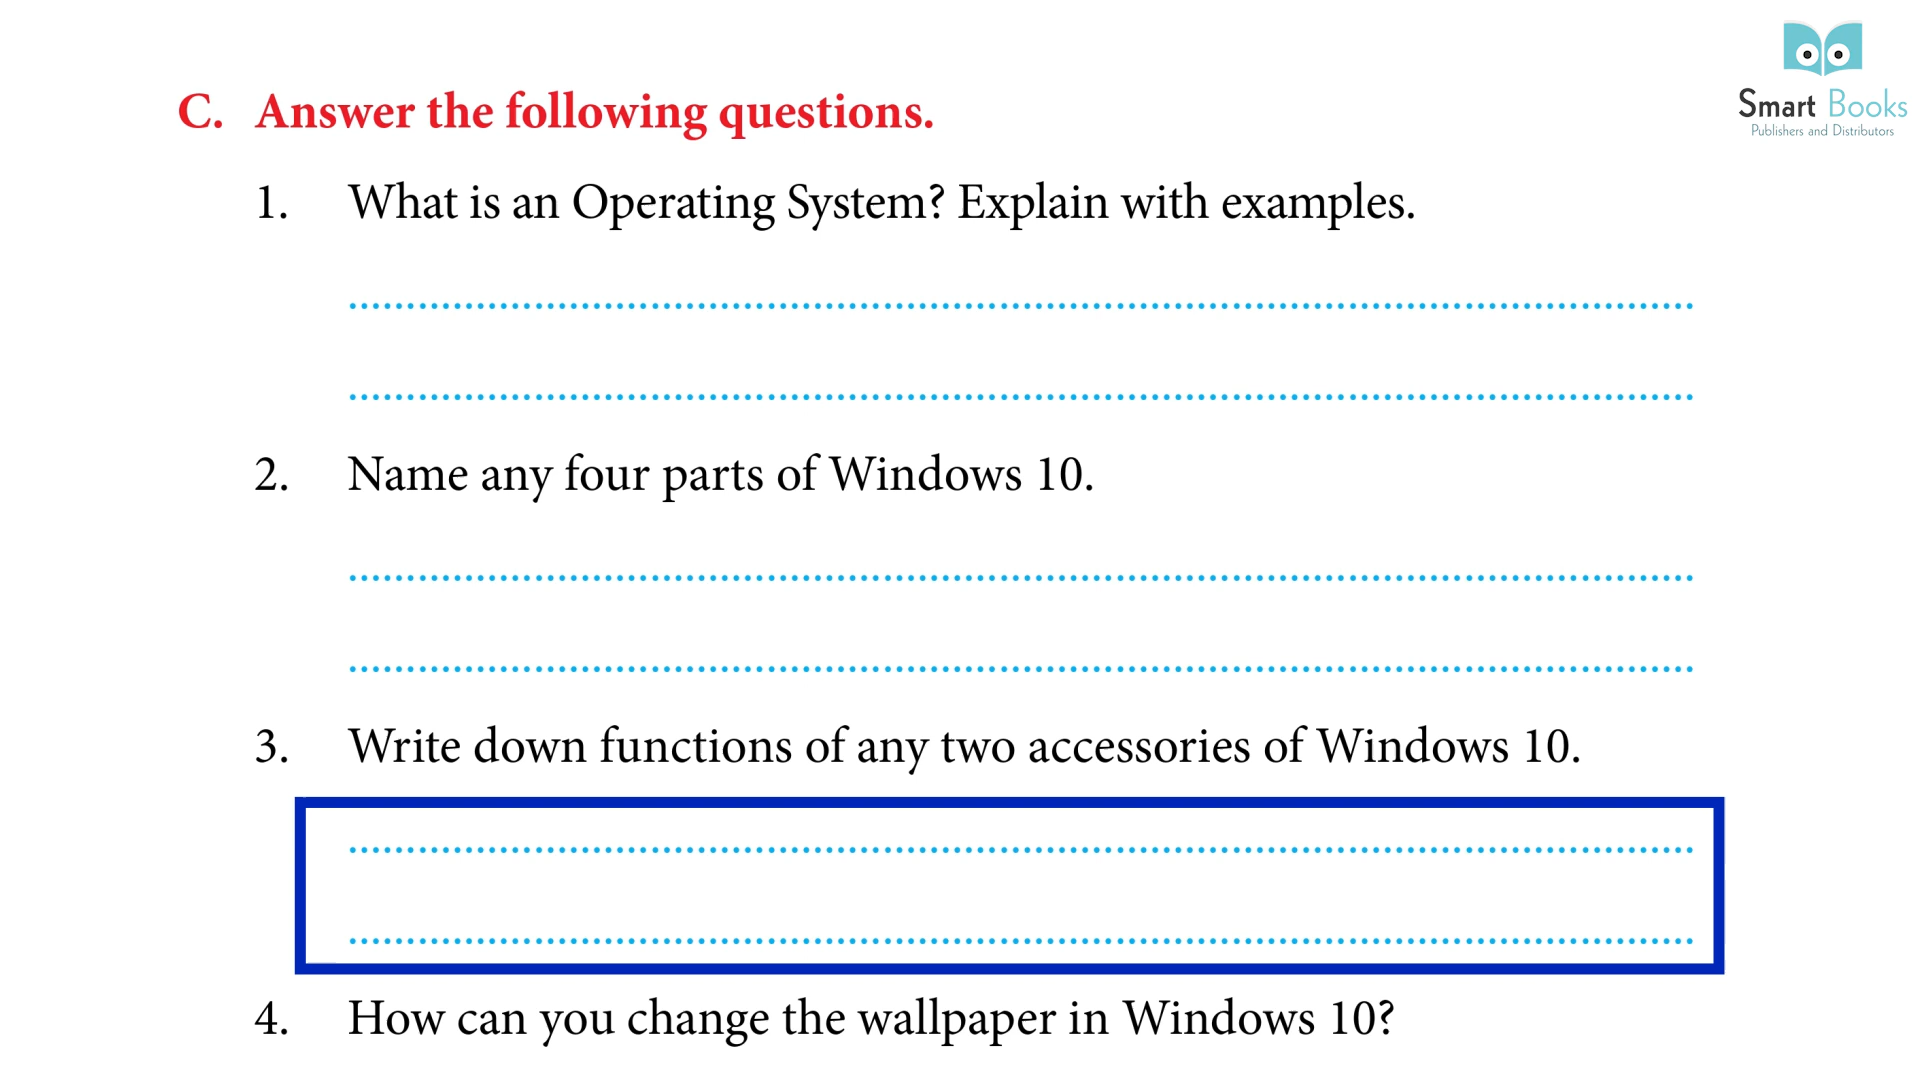 Smart Books
Publishers and Distributors
C. Answer the following questions.
1. What is an Operating System? Explain with examples.
2. Name any four parts of Windows 10.
3. Write down functions of any two accessories of Windows 10.
4. How can you change the wallpaper in Windows 10?